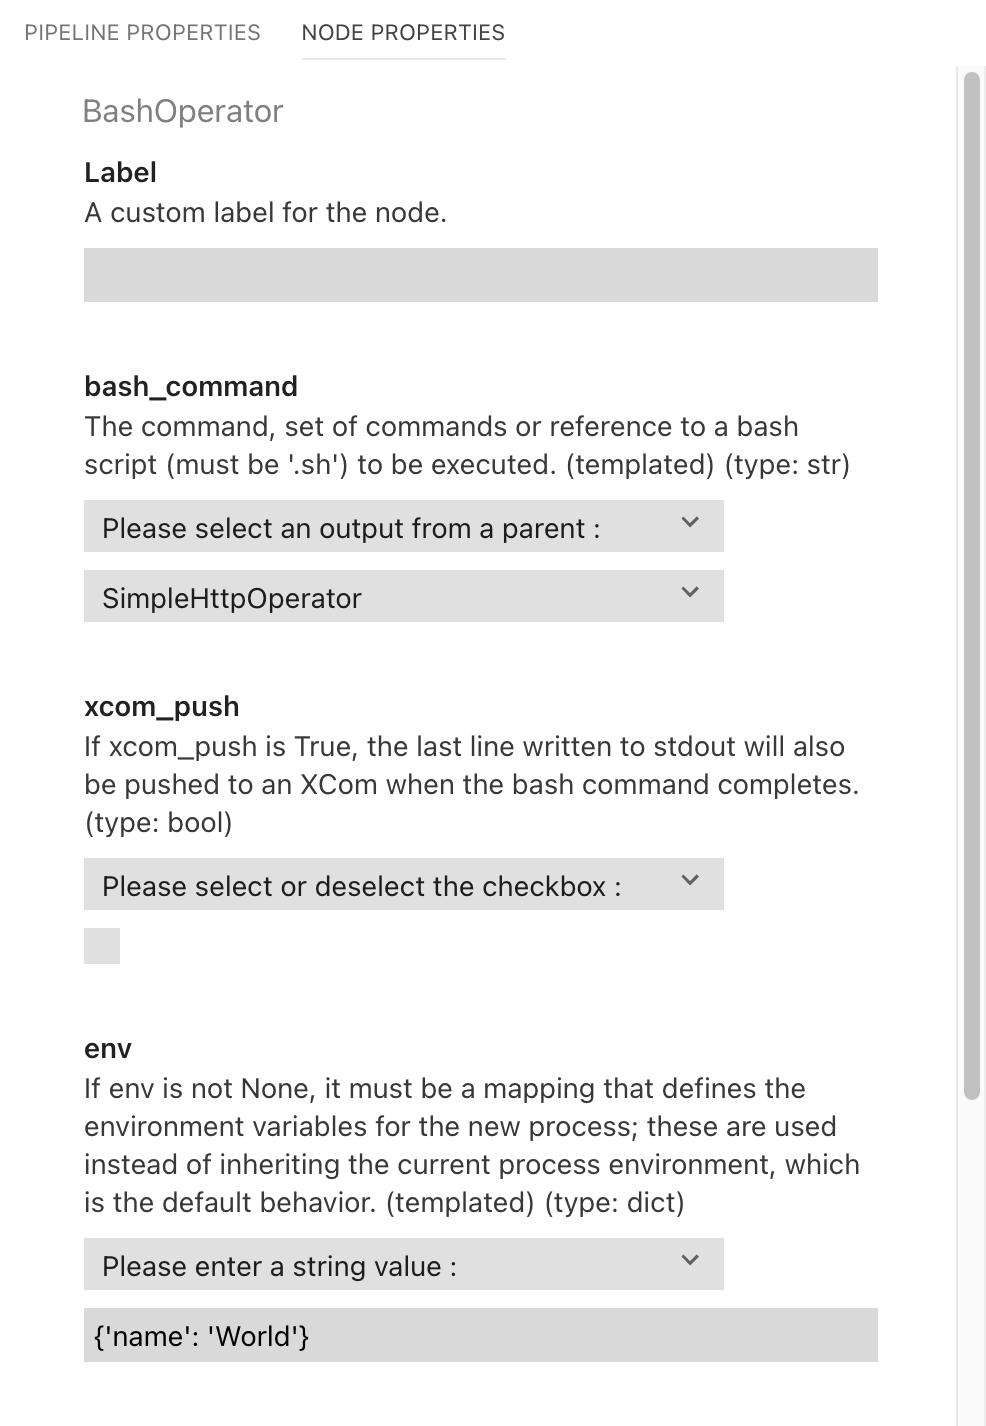 PIPELINE PROPERTIES NODE PROPERTIES
BashOperator
Label
A custom label for the node.
bash_command
The command, set of commands or reference to a bash
script (must be '.sh') to be executed. (templated) (type: str)
Please select an output from a parent :
SimpleHttpOperator
xcom_push
If xcom_push is True, the last line written to stdout will also
be pushed to an XCom when the bash command completes.
(type: bool)
Please select or deselect the checkbox :
env
If env is not None, it must be a mapping that defines the
environment variables for the new process; these are used
instead of inheriting the current process environment, which
is the default behavior. (templated) (type: dict)
Please enter a string value :
{'name': 'World'}